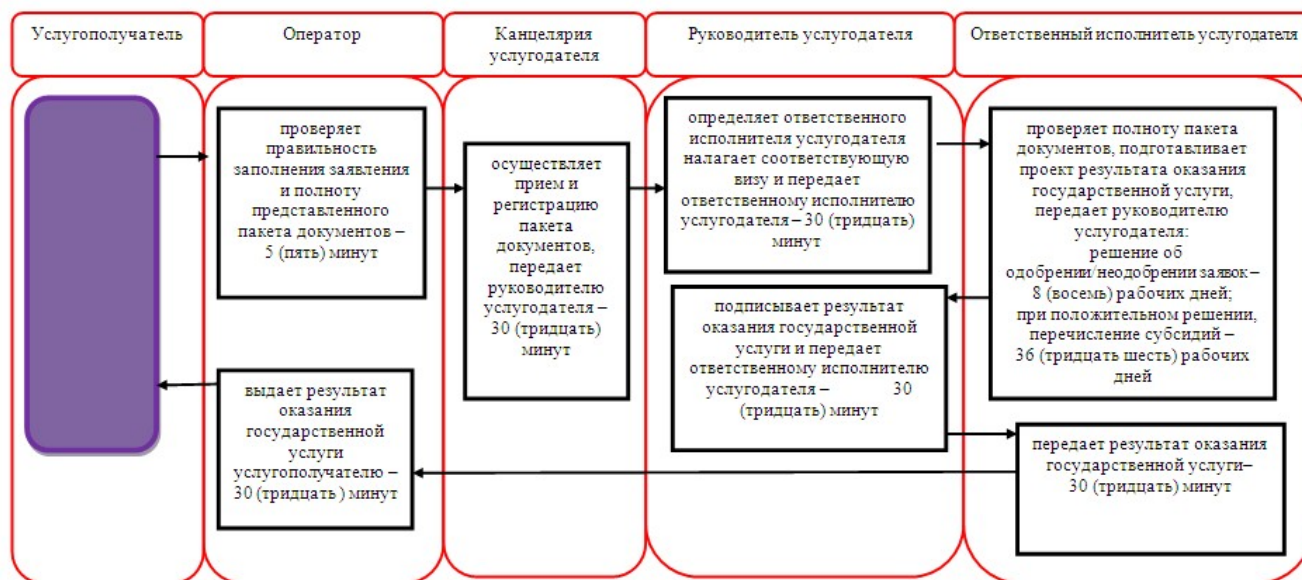 Услугополучатель
Оператор
Канцелярия
услугодателя
Руководитель услугодателя
Ответственный исполнитель услугодателя
проверяет
правильность
заполнения заявления
и полноту
представленного
пакета документов –
5 (пять) минут
осуществляет
прием и
регистрацию
пакета
документов,
передает
руководителю
услугодателя –
30 (тридцать)
минут
определяет ответственного
исполнителя услугодателя
налагает соответствующую
визу и передает
ответственному исполнителю
услугодателя – 30 (тридцать)
минут
проверяет полноту пакета
документов, подготавливает
проект результата оказания
государственной услуги,
передает руководителю
услугодателя:
решение об
одобрении/неодобрении заявок –
8 (восемь) рабочих дней;
при положительном решении,
перечисление субсидий –
36 (тридцать шесть) рабочих
дней
подписывает результат
оказания государственной
услуги и передает
ответственному исполнителю
услугодателя – 30
(тридцать) минут
передает результат оказания
государственной услуги–
30 (тридцать) минут
выдает результат
оказания
государственной
услуги
услугополучателю –
30 (тридцать ) минут